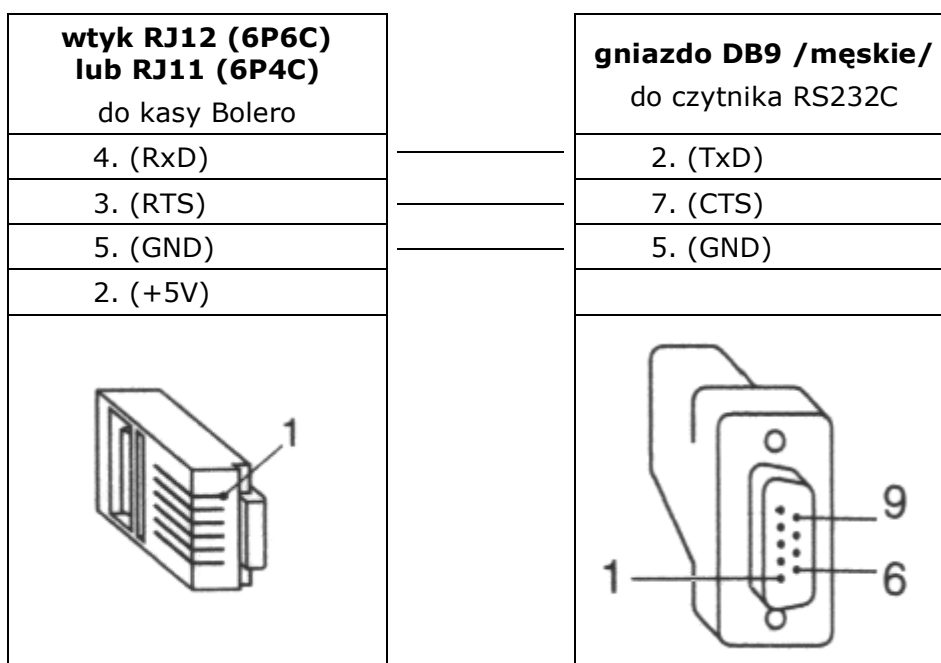 wtyk RJ12 (6P6C)
lub RJ11 (6P4C)
do kasy Bolero
gniazdo DB9 /męskie/
do czytnika RS232C
4. (RxD)
2. (TxD)
3. (RTS)
7. (CTS)
5. (GND)
5. (GND)
2. (+5V)
1
9
1
6